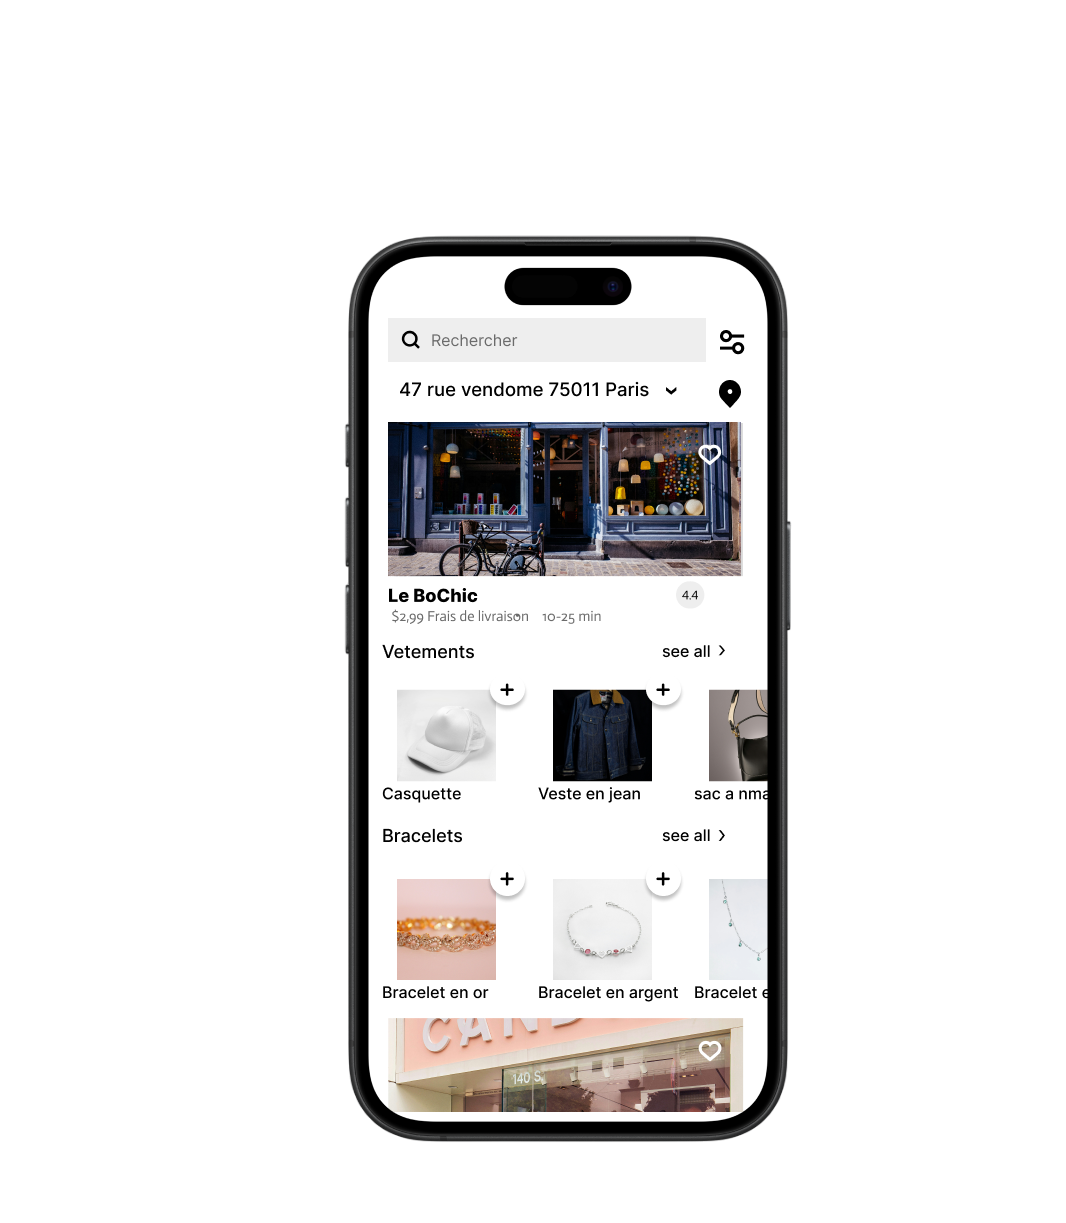 Rechercher
47 rue vendome 75011 Paris
Le BoChic
4.4
$2,99 Frais de livraison 10-25 min
Vetements
see all
Casquette
Veste en jean
sac a nma
Bracelets
see all
Bracelet en or
Bracelet en argent
Bracelet e
CAND
140 S.